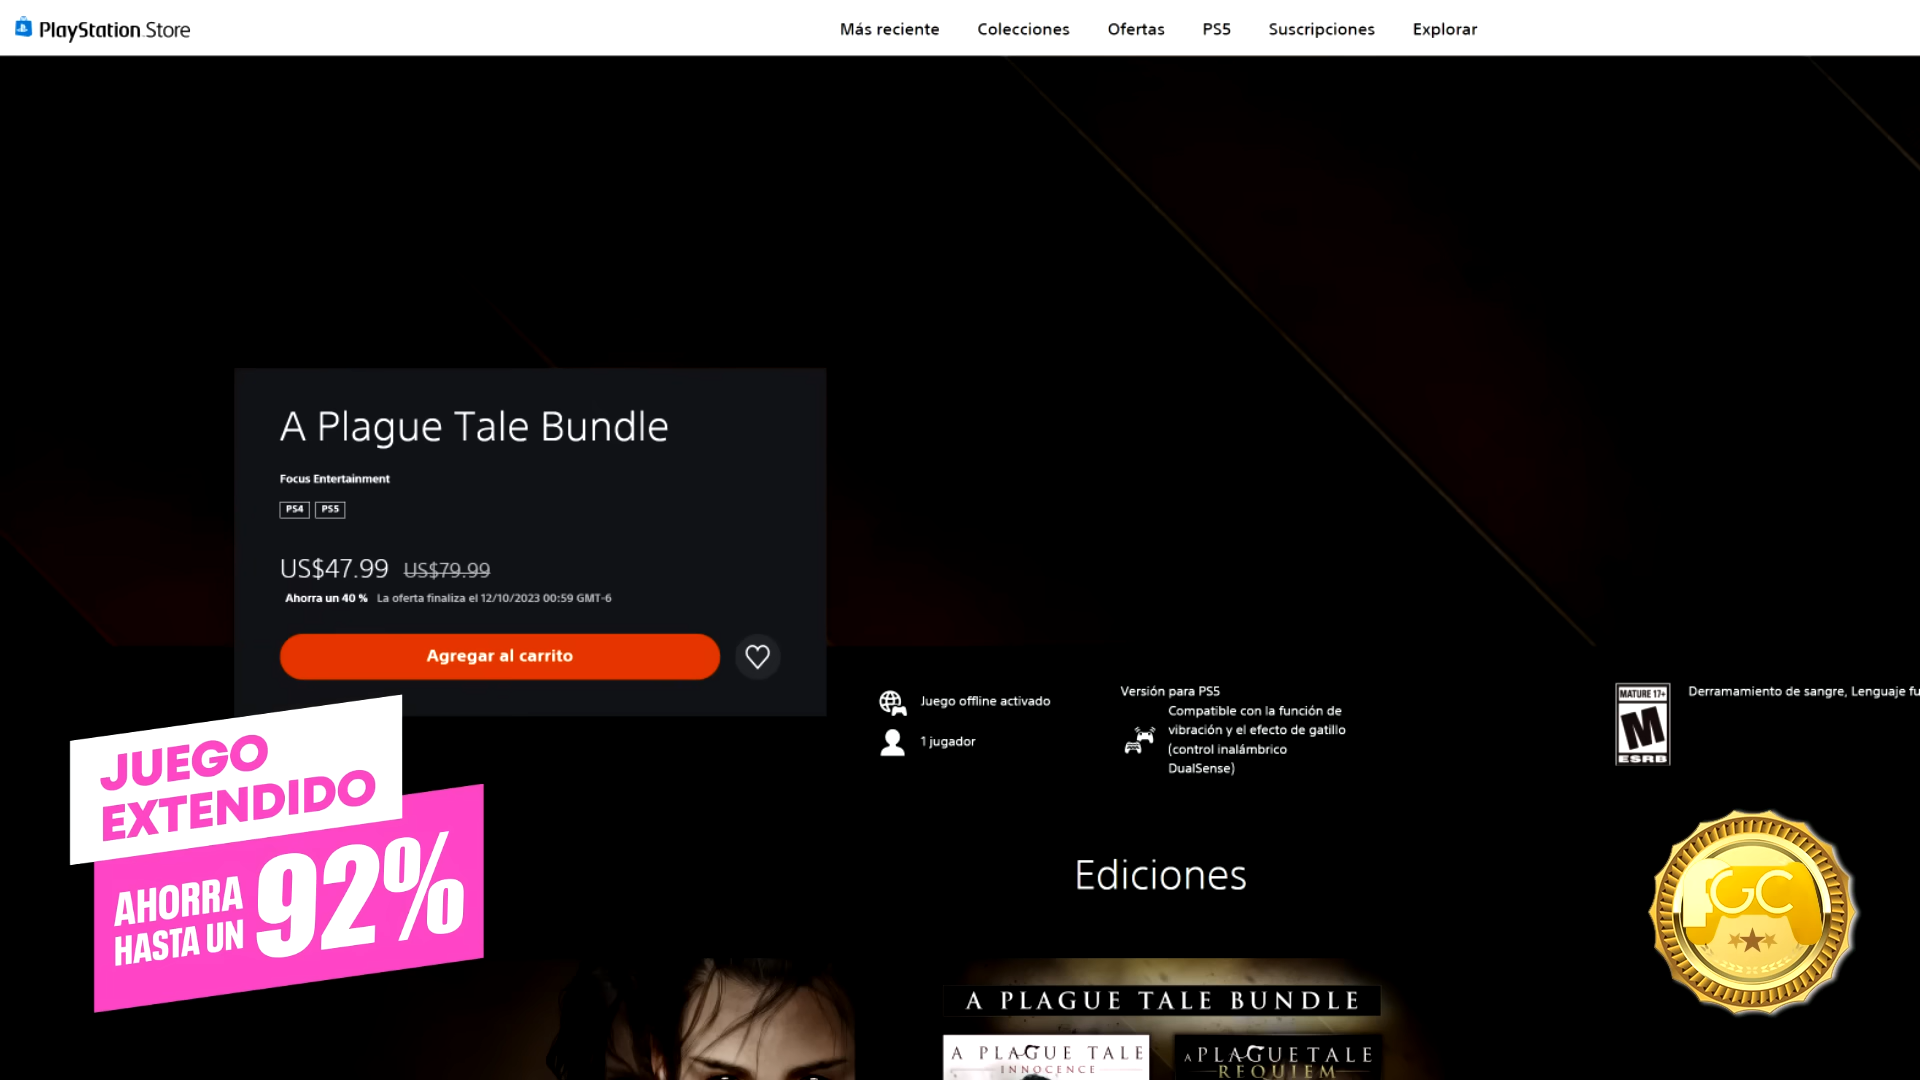 PlayStation Store
Más reciente
Colecciones
Ofertas
PS5
Suscripciones
Explorar
A Plague Tale Bundle
Focus Entertainment
PS4 PS5
US$47.99 US$79.99
Ahorra un 40 % La oferta finaliza el 12/10/2023 00:59 GMT-6
Agregar al carrito
Juego offline activado
1 jugador
Versión para PS5
Compatible con la función de
vibración y el efecto de gatillo
(control inalámbrico
DualSense)
MATURE 17+
M
ESRB
Derramamiento de sangre, Lenguaje fu
JUEGO
EXTENDIDO
AHORRA
HASTA UN
92%
Ediciones
GC
A PLAGUE TALE BUNDLE
A PLAGUE TALE
INNOCENCE
A PLAGUE TALE
REQUIEM